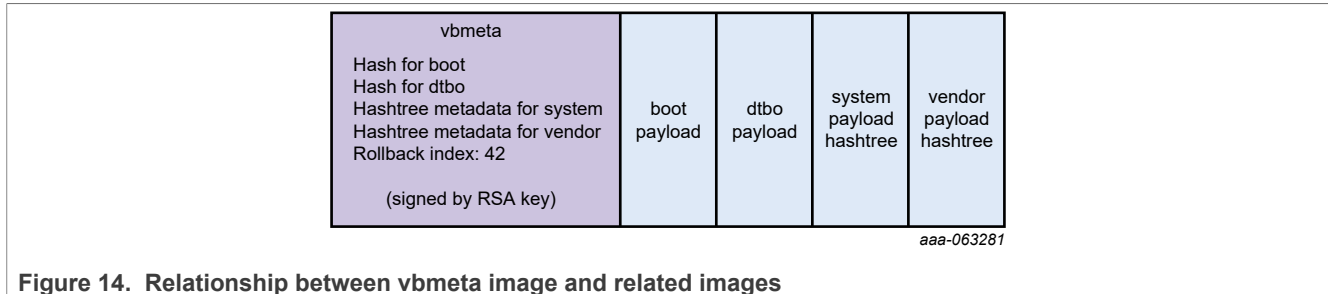 vbmeta
Hash for boot
Hash for dtbo
Hashtree metadata for system
Hashtree metadata for vendor
Rollback index: 42
(signed by RSA key)
boot
payload
dtbo
payload
system
payload
hashtree
vendor
payload
hashtree
aaa-063281
Figure 14. Relationship between vbmeta image and related images